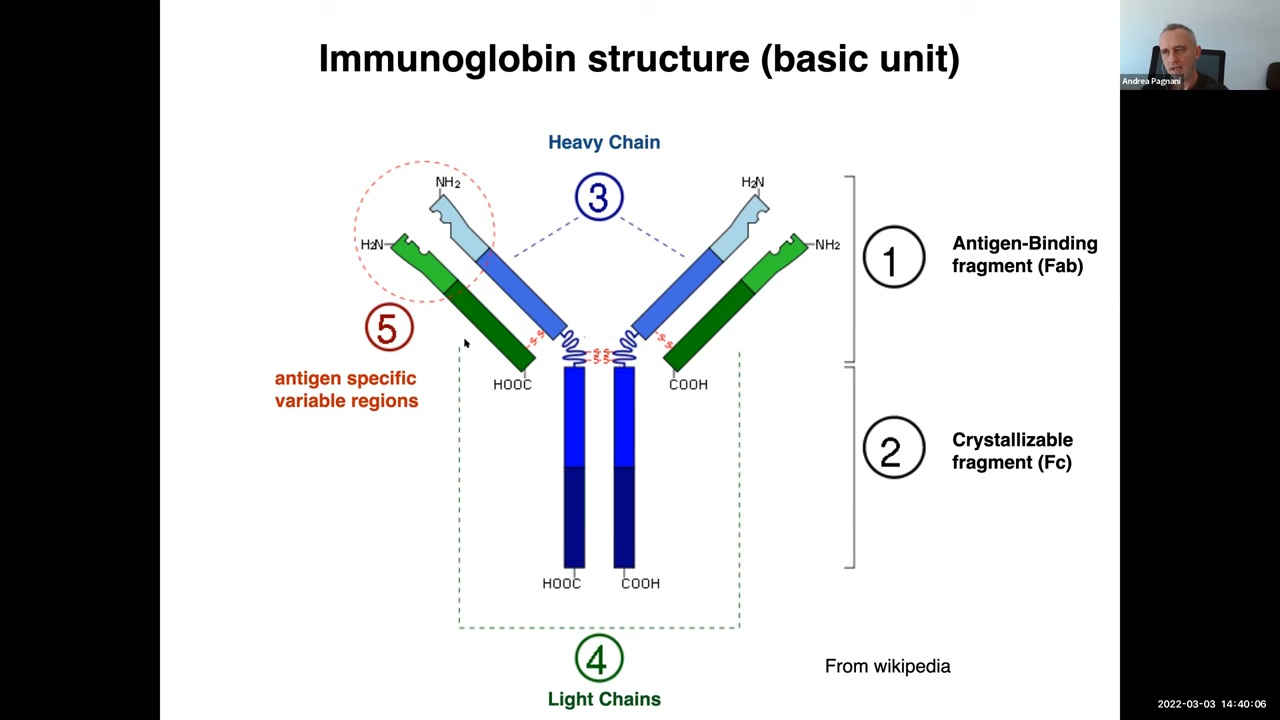 Immunoglobin structure (basic unit)
Andrea Pagnani
Heavy Chain
3
NH2
H2N
H2N
NH2
1
Antigen-Binding
fragment (Fab)
5
S
S
S
S
S S
S S
S S
antigen specific
variable regions
HOOC
COOH
2
Crystallizable
fragment (Fc)
HOOC
COOH
4
Light Chains
From wikipedia
2022-03-03 14:40:06